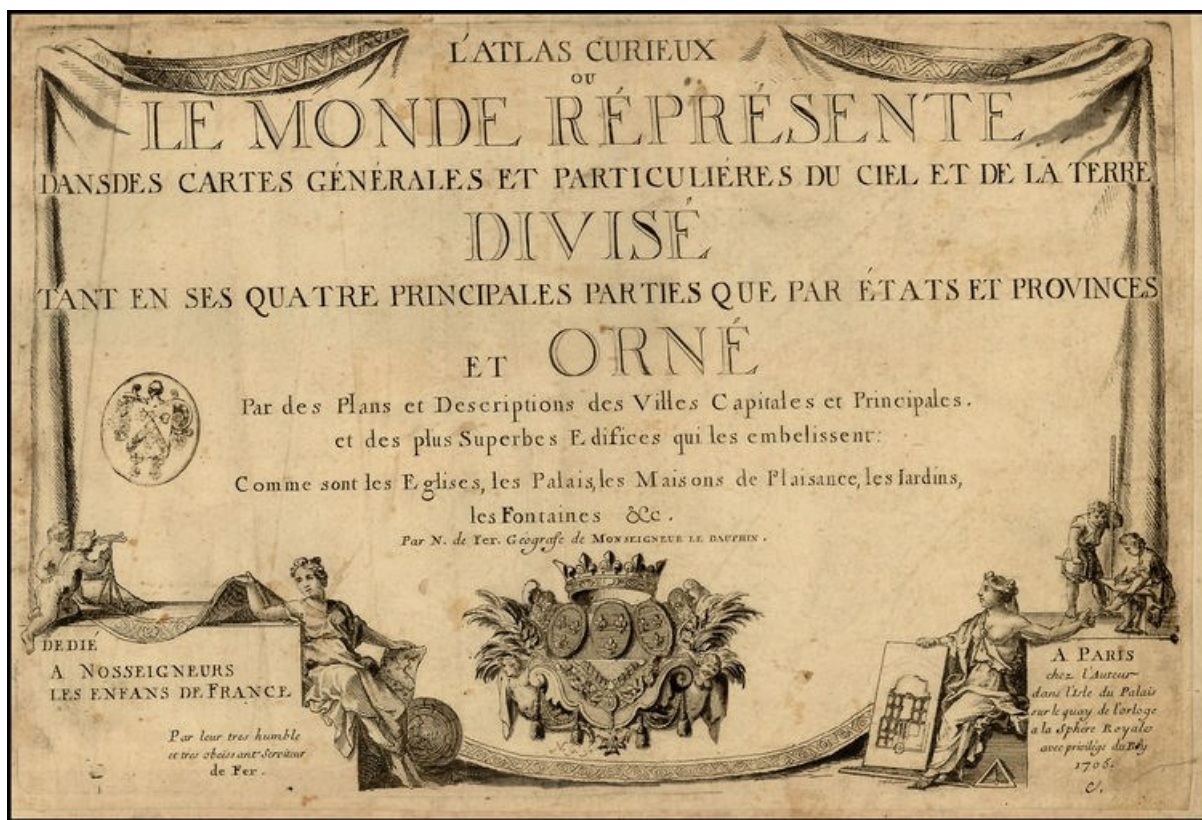 L'ATLAS CURIEUX
OU
LE MONDE RÉPRÉSENTE
DANSDES CARTES GÉNÉRALES ET PARTICULIÉRES DU CIEL ET DE LA TERRE
DIVISÉ
TANT EN SES QUATRE PRINCIPALES PARTIES QUE PAR ÉTATS ET PROVINCES
ET ORNÉ
Par des Plans et Descriptions des Villes Capitales et Principales.
et des plus Superbes Edifices qui les embelissent:
Comme sont les Eglises, les Palais, les Maisons de Plaisance, les Iardins,
les Fontaines &c.
Par N. de Fer. Géografe de MONSEIGNEUR LE DAUPHIN.
DEDIÉ
A NOSSEIGNEURS
LES ENFANS DE FRANCE
Par leur tres humble
et tres obeissant Serviteur
de Fer.
A PARIS
chez l'Auteur
dans l'Isle du Palais
sur le quay de l'orloge
a la Sphere Royale
avec privilége du Roy
1705.